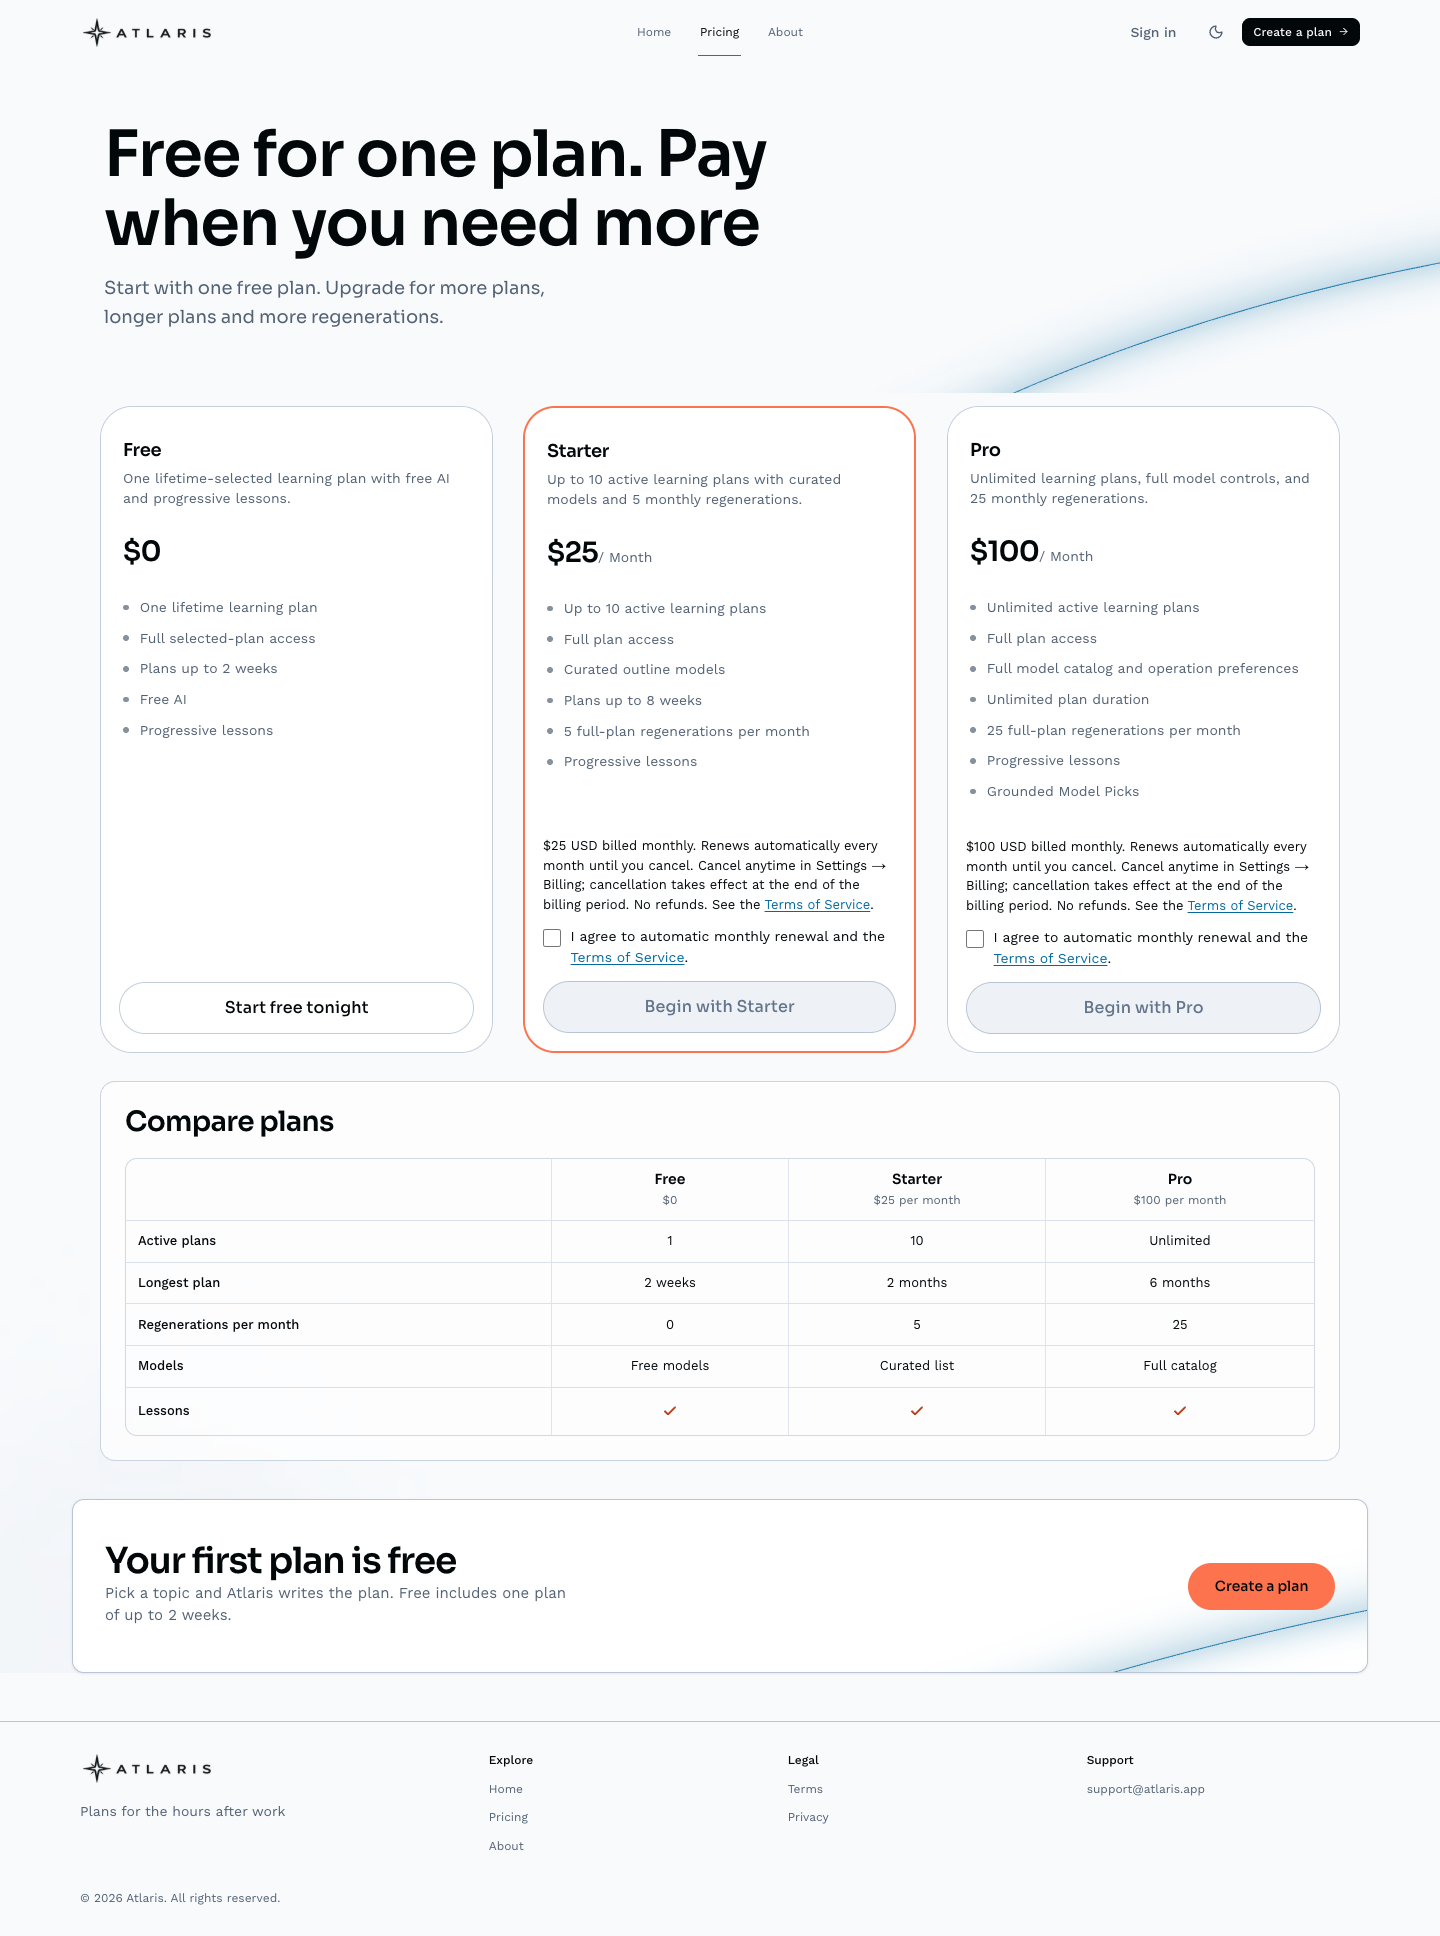 ATLARIS
Home
Pricing
About
Sign in
Create a plan →
Free for one plan. Pay
when you need more
Start with one free plan. Upgrade for more plans,
longer plans and more regenerations.
Free
One lifetime-selected learning plan with free AI
and progressive lessons.
$0
One lifetime learning plan
Full selected-plan access
Plans up to 2 weeks
Free AI
Progressive lessons
Start free tonight
Starter
Up to 10 active learning plans with curated
models and 5 monthly regenerations.
$25/ Month
Up to 10 active learning plans
Full plan access
Curated outline models
Plans up to 8 weeks
5 full-plan regenerations per month
Progressive lessons
$25 USD billed monthly. Renews automatically every
month until you cancel. Cancel anytime in Settings →
Billing; cancellation takes effect at the end of the
billing period. No refunds. See the Terms of Service.
I agree to automatic monthly renewal and the
Terms of Service.
Begin with Starter
Pro
Unlimited learning plans, full model controls, and
25 monthly regenerations.
$100/ Month
Unlimited active learning plans
Full plan access
Full model catalog and operation preferences
Unlimited plan duration
25 full-plan regenerations per month
Progressive lessons
Grounded Model Picks
$100 USD billed monthly. Renews automatically every
month until you cancel. Cancel anytime in Settings →
Billing; cancellation takes effect at the end of the
billing period. No refunds. See the Terms of Service.
I agree to automatic monthly renewal and the
Terms of Service.
Begin with Pro
Compare plans
Free
$0
Starter
$25 per month
Pro
$100 per month
Active plans
1
10
Unlimited
Longest plan
2 weeks
2 months
6 months
Regenerations per month
0
5
25
Models
Free models
Curated list
Full catalog
Lessons
Your first plan is free
Pick a topic and Atlaris writes the plan. Free includes one plan
of up to 2 weeks.
Create a plan
ATLARIS
Plans for the hours after work
Explore
Home
Pricing
About
Legal
Terms
Privacy
Support
support@atlaris.app
© 2026 Atlaris. All rights reserved.